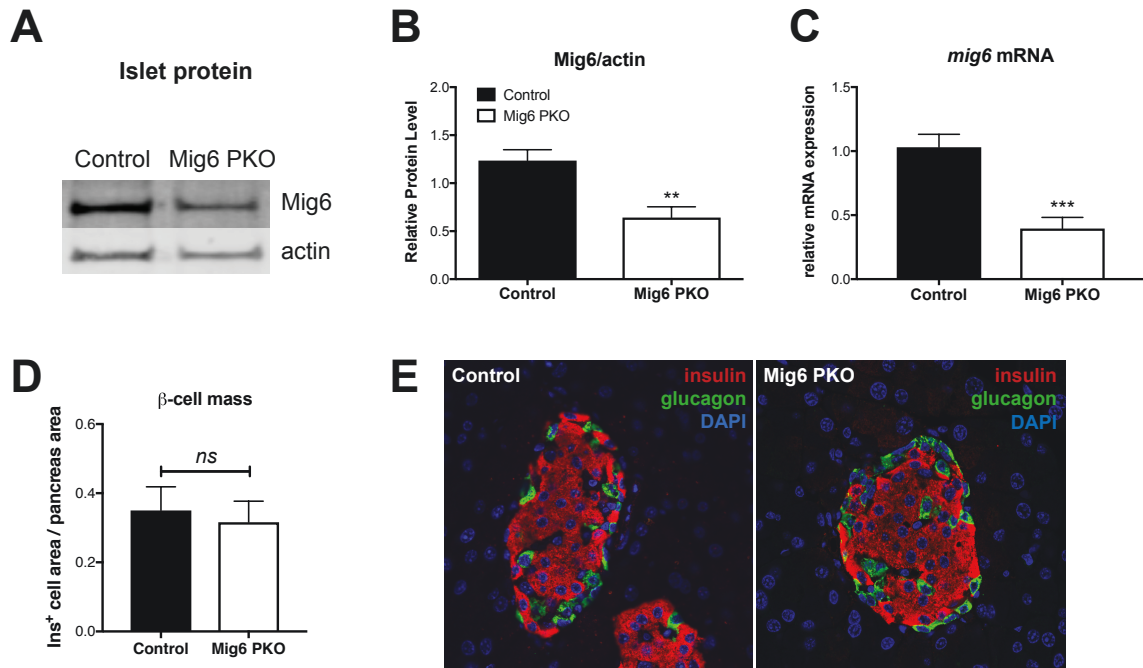 A
Islet protein
Control Mig6 PKO
Mig6
actin
B
Mig6/actin
Relative Protein Level
2.0
1.5
1.0
0.5
0.0
Control
Mig6 PKO
**
Control Mig6 PKO
C
mig6 mRNA
relative mRNA expression
1.5
1.0
0.5
0.0
***
Control Mig6 PKO
D
β-cell mass
Ins+ cell area / pancreas area
0.6
0.4
0.2
0.0
ns
Control Mig6 PKO
E
Control
insulin
glucagon
DAPI
Mig6 PKO
insulin
glucagon
DAPI